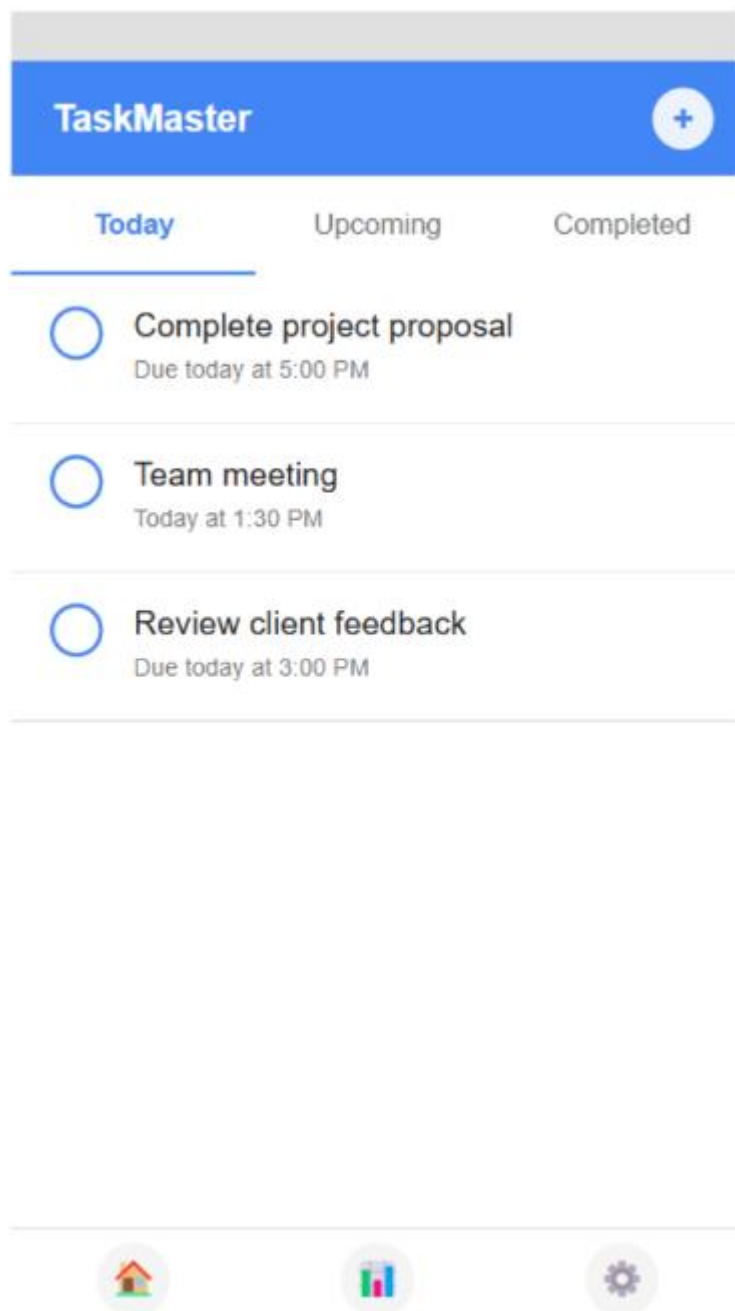 TaskMaster
+
Today Upcoming Completed
Complete project proposal
Due today at 5:00 PM
Team meeting
Today at 1:30 PM
Review client feedback
Due today at 3:00 PM